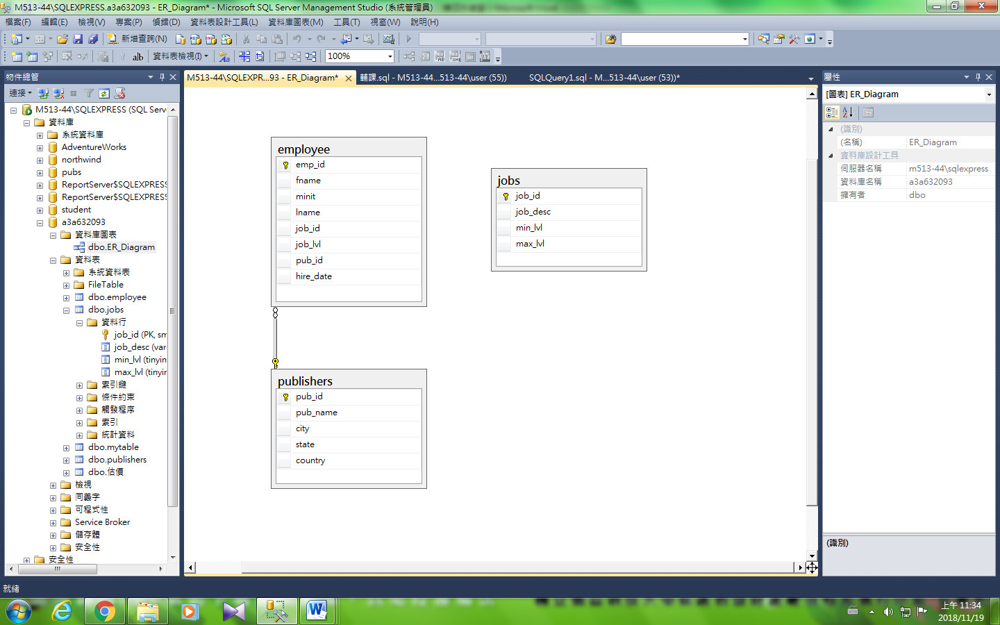 M513-44\SQLEXPRESS.a3a632093 - ER_Diagram* - Microsoft SQL Server Management Studio (系統管理員)
檔案(F) 編輯(E) 檢視(V) 專案(P) 偵錯(D) 資料表設計工具(L) 資料庫圖表(M) 工具(T) 視窗(W) 說明(H)
新增查詢(N)
資料表檢視(I) 100%
物件總管
連接
M513-44\SQLEXPRESS (SQL Serv
資料庫
系統資料庫
AdventureWorks
northwind
pubs
ReportServer$SQLEXPRESS
ReportServer$SQLEXPRESS
student
a3a632093
資料庫圖表
dbo.ER_Diagram
資料表
系統資料表
FileTable
dbo.employee
dbo.jobs
資料行
job_id (PK, sm
job_desc (var
min_lvl (tinyin
max_lvl (tinyin
索引鍵
條件約束
觸發程序
索引
統計資料
dbo.mytable
dbo.publishers
dbo.估價
檢視
同義字
可程式性
Service Broker
儲存體
安全性
安全性
M513-44\SQLEXPR...93 - ER_Diagram* 輔課.sql - M513-44...513-44\user (55)) SQLQuery1.sql - M...513-44\user (53))*
employee
emp_id
fname
minit
lname
job_id
job_lvl
pub_id
hire_date
jobs
job_id
job_desc
min_lvl
max_lvl
publishers
pub_id
pub_name
city
state
country
屬性
[圖表] ER_Diagram
(識別)
(名稱) ER_Diagram
資料庫設計工具
伺服器名稱 m513-44\sqlexpress
資料庫名稱 a3a632093
擁有者 dbo
(識別)
就緒
上午 11:34
2018/11/19